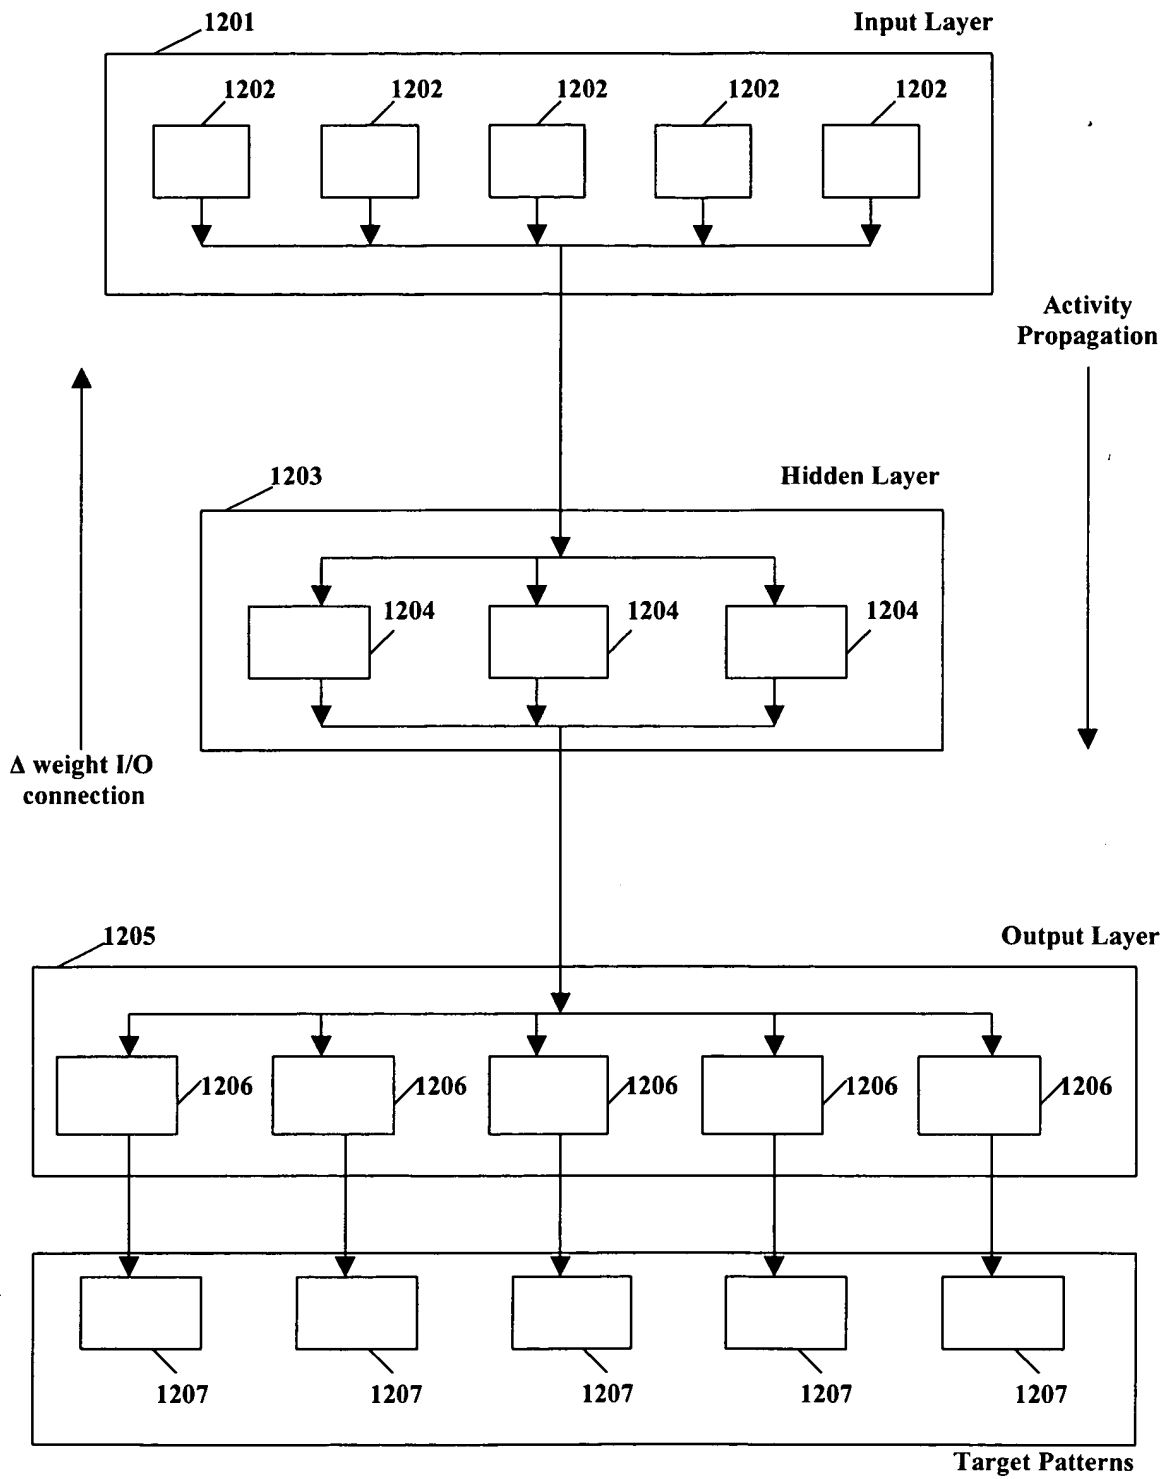 1201
Input Layer
1202 1202 1202 1202 1202
Activity
Propagation
1203
Hidden Layer
1204 1204 1204
Δ weight I/O
connection
1205
Output Layer
1206 1206 1206 1206 1206
1207 1207 1207 1207 1207
Target Patterns